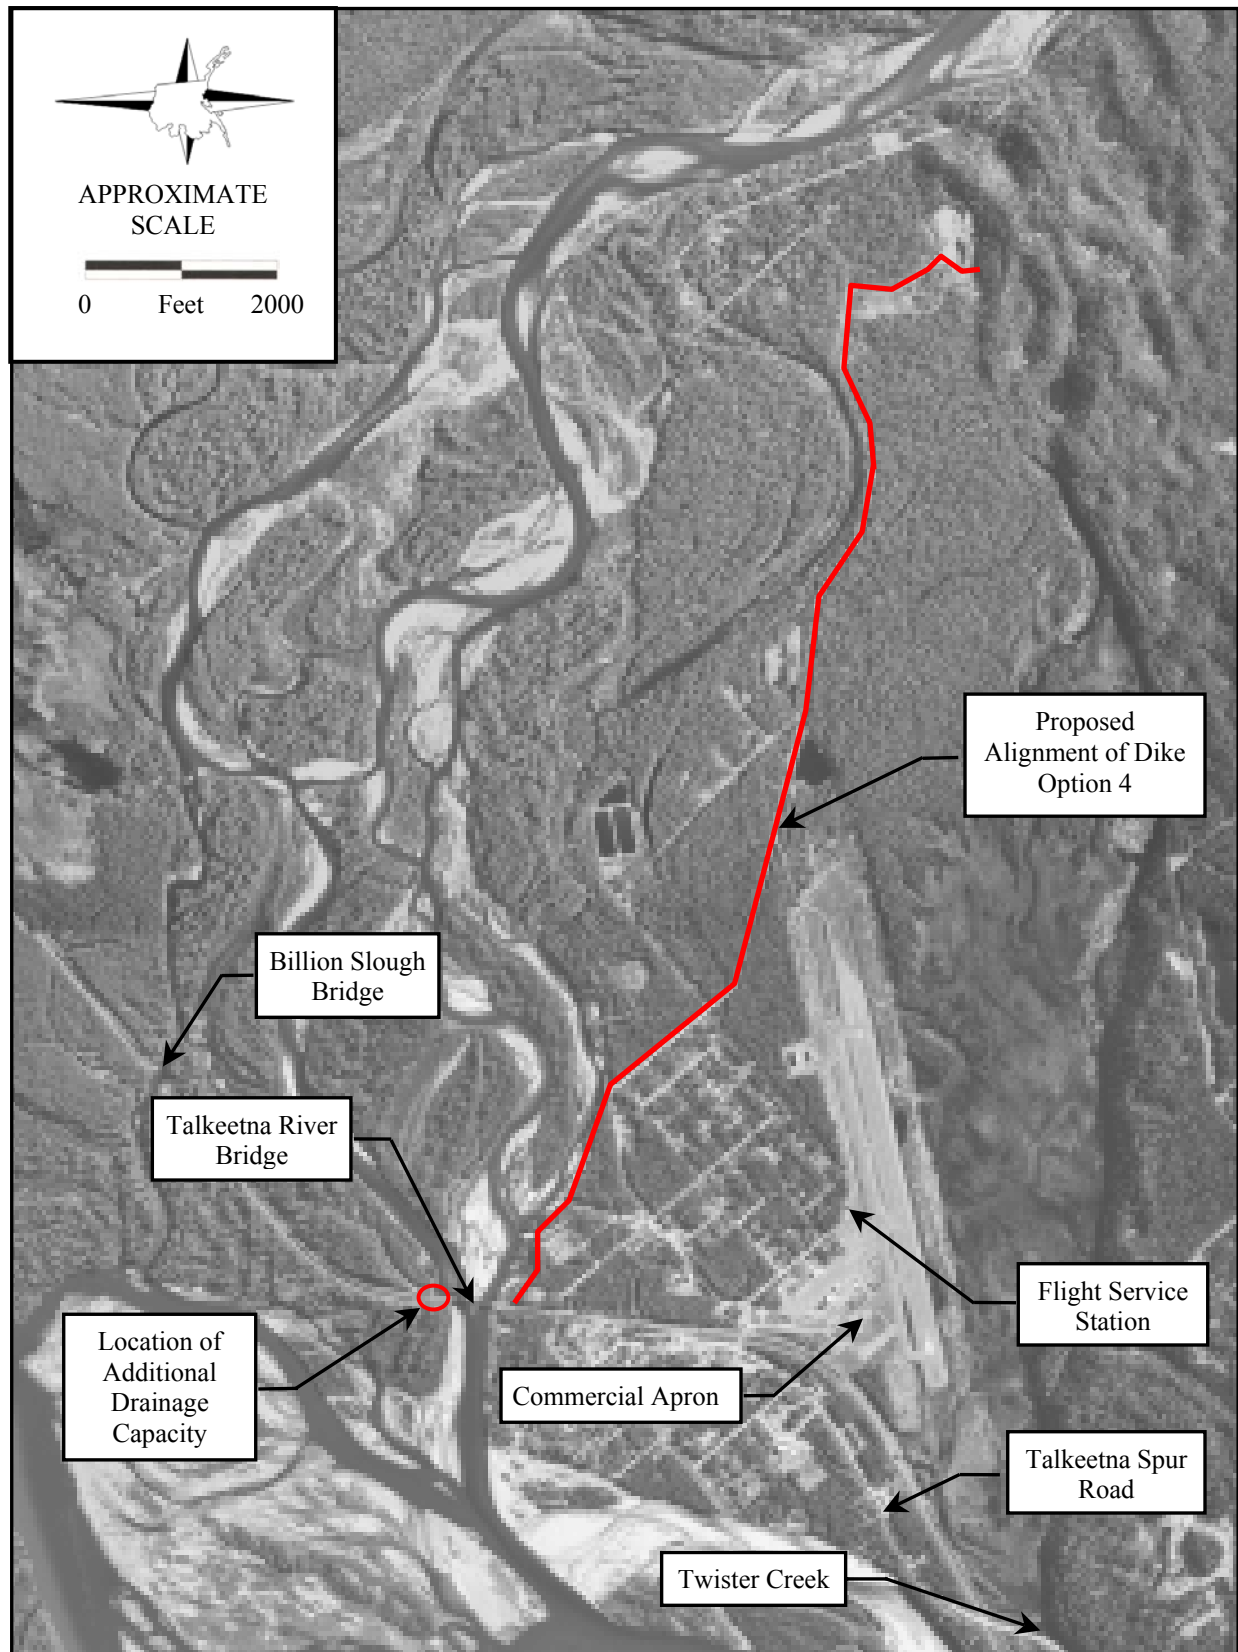 APPROXIMATE
SCALE
0 Feet 2000
Proposed
Alignment of Dike
Option 4
Billion Slough
Bridge
Talkeetna River
Bridge
Flight Service
Station
Location of
Additional
Drainage
Capacity
Commercial Apron
Talkeetna Spur
Road
Twister Creek